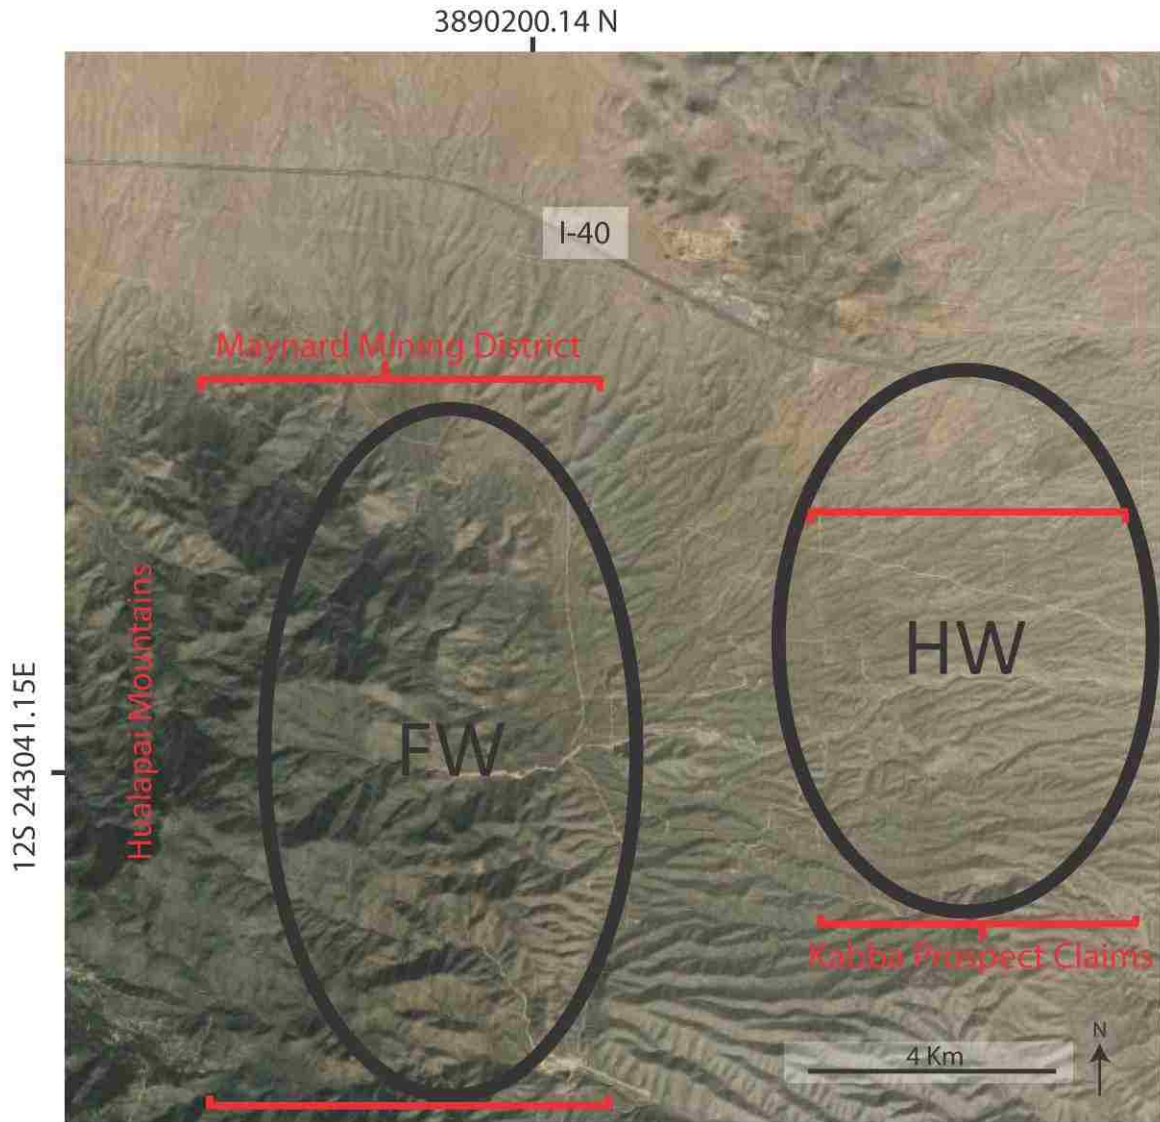 3890200.14 N
I-40
Maynard Mining District
HW
Hualapai Mountains
12S 243041.15E
FW
Kabba Prospect Claims
N
4 Km